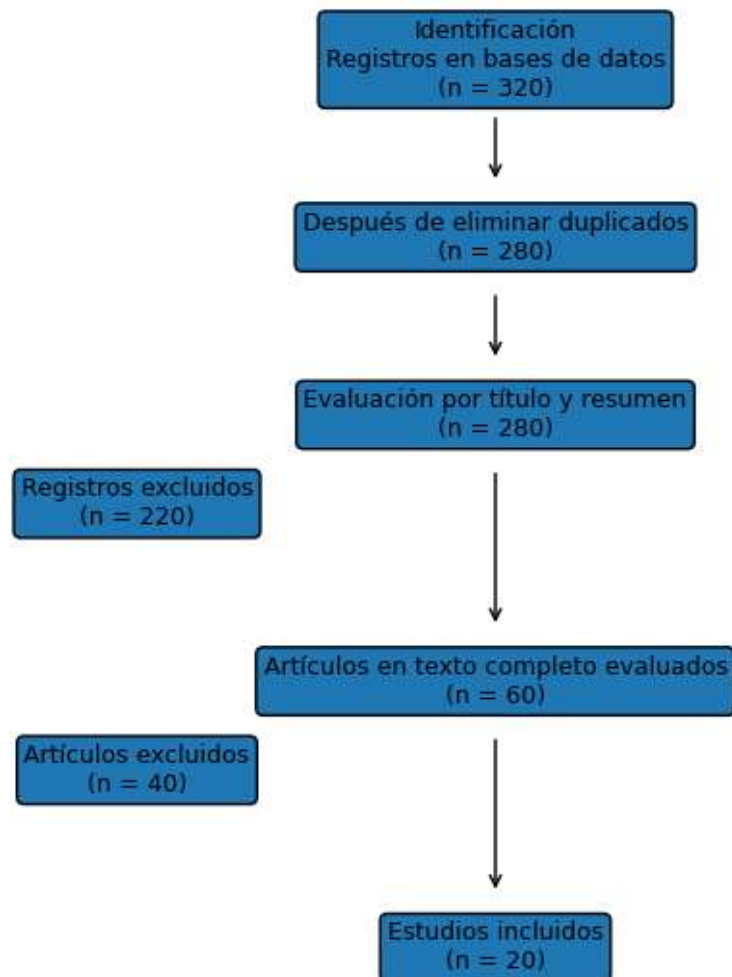 Identificación
Registros en bases de datos
(n = 320)
Después de eliminar duplicados
(n = 280)
Evaluación por título y resumen
(n = 280)
Registros excluidos
(n = 220)
Artículos en texto completo evaluados
(n = 60)
Artículos excluidos
(n = 40)
Estudios incluidos
(n = 20)